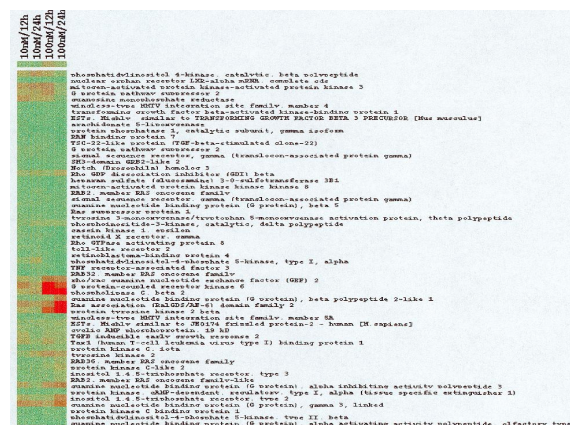 10nM/12h
10nM/24h
100nM/12h
100nM/24h
phosphatidylinositol 4-kinase, catalytic, beta polypeptide
nuclear orphan receptor LXR-alpha mRNA, complete cds
mitogen-activated protein kinase-activated protein kinase 3
G protein pathway suppressor 2
guanosine monophosphate reductase
wingless-type MMTV integration site family, member 4
transforming growth factor beta-activated kinase-binding protein 1
ESTs, Highly similar to TRANSFORMING GROWTH FACTOR BETA 3 PRECURSOR [Mus musculus]
arachidonate 5-lipoxygenase
protein phosphatase 1, catalytic subunit, gamma isoform
RAN binding protein 7
TSC-22-like protein (TGF-beta-stimulated clone-22)
G protein pathway suppressor 2
signal sequence receptor, gamma (translocon-associated protein gamma)
SH3-domain GRB2-like 2
Notch (Drosophila) homolog 3
Rho GDP dissociation inhibitor (GDI) beta
heparan sulfate (glucosamine) 3-O-sulfotransferase 3B1
mitogen-activated protein kinase kinase kinase 8
RAB2, member RAS oncogene family
signal sequence receptor, gamma (translocon-associated protein gamma)
guanine nucleotide binding protein (G protein), beta 5
Ras suppressor protein 1
tyrosine 3-monooxygenase/tryptophan 5-monooxygenase activation protein, theta polypeptide
phosphoinositide-3-kinase, catalytic, delta polypeptide
casein kinase 1, epsilon
retinoid X receptor, gamma
Rho GTPase activating protein 6
toll-like receptor 2
retinoblastoma-binding protein 4
phosphatidylinositol-4-phosphate 5-kinase, type I, alpha
TNF receptor-associated factor 3
RAB32, member RAS oncogene family
rho/rac guanine nucleotide exchange factor (GEF) 2
G protein-coupled receptor kinase 6
phospholipase C, beta 2
guanine nucleotide binding protein (G protein), beta polypeptide 2-like 1
Ras association (RalGDS/AF-6) domain family 2
protein tyrosine kinase 2 beta
wingless-type MMTV integration site family, member 8A
ESTs, Highly similar to JE0174 frizzled protein-2 - human [H.sapiens]
cyclic AMP phosphoprotein, 19 kD
TGFB inducible early growth response 2
Tax1 (human T-cell leukemia virus type I) binding protein 1
protein kinase C, iota
tyrosine kinase 2
RAB36, member RAS oncogene family
protein kinase C-like 2
inositol 1,4,5-triphosphate receptor, type 3
RAB2, member RAS oncogene family-like
guanine nucleotide binding protein (G protein), alpha inhibiting activity polypeptide 3
protein kinase, cAMP-dependent, regulatory, type I, alpha (tissue specific extinguisher 1)
inositol 1,4,5-triphosphate receptor, type 2
guanine nucleotide binding protein (G protein), gamma 3, linked
protein kinase C binding protein 1
phosphatidylinositol-4-phosphate 5-kinase, type II, beta
guanine nucleotide binding protein (G protein), alpha activating activity polypeptide, olfactory type